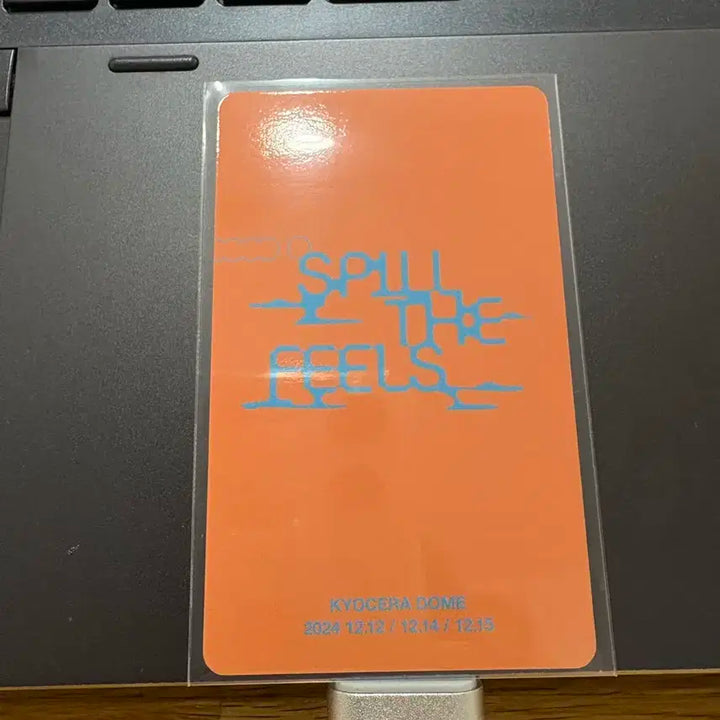 SPILL
THE
FEELS
KYOCERA DOME
2024 12.12 / 12.14 / 12.15